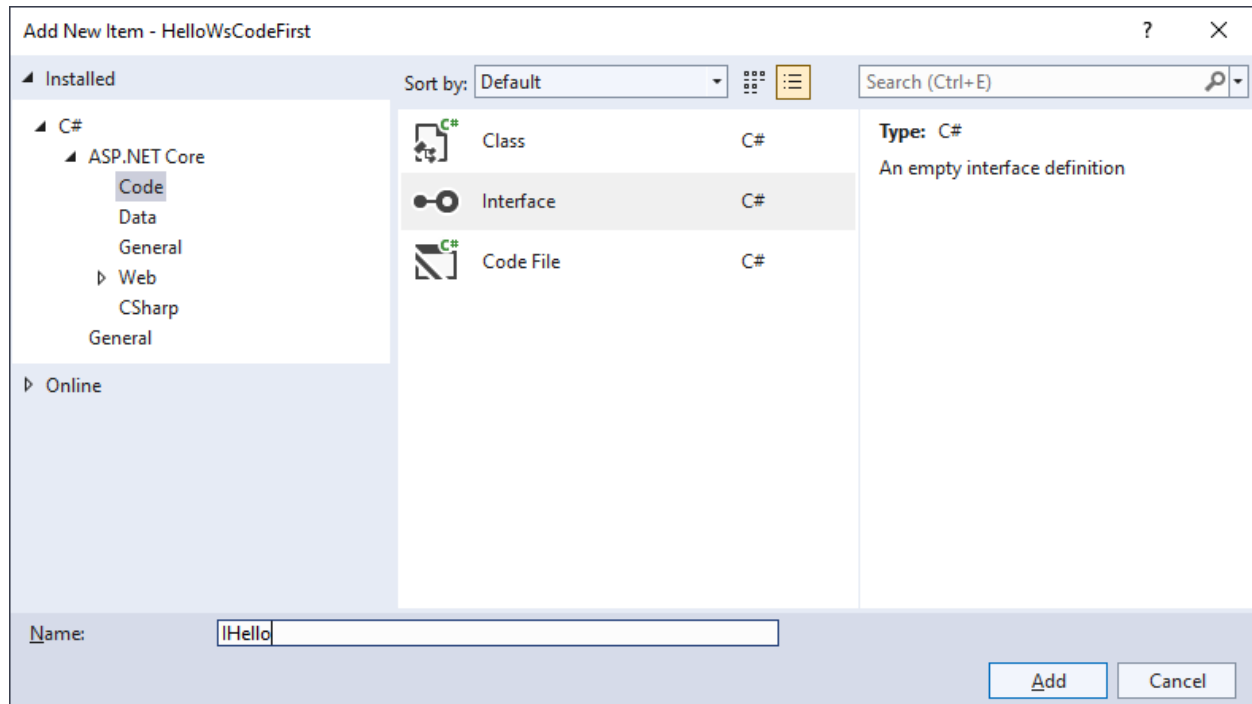 Add New Item - HelloWsCodeFirst
?
Installed
Sort by: Default
Search (Ctrl+E)
C#
ASP.NET Core
Code
Data
General
Web
CSharp
General
Online
C#
Class C#
Interface C#
C#
Code File C#
Type: C#
An empty interface definition
Name: IHello
Add Cancel